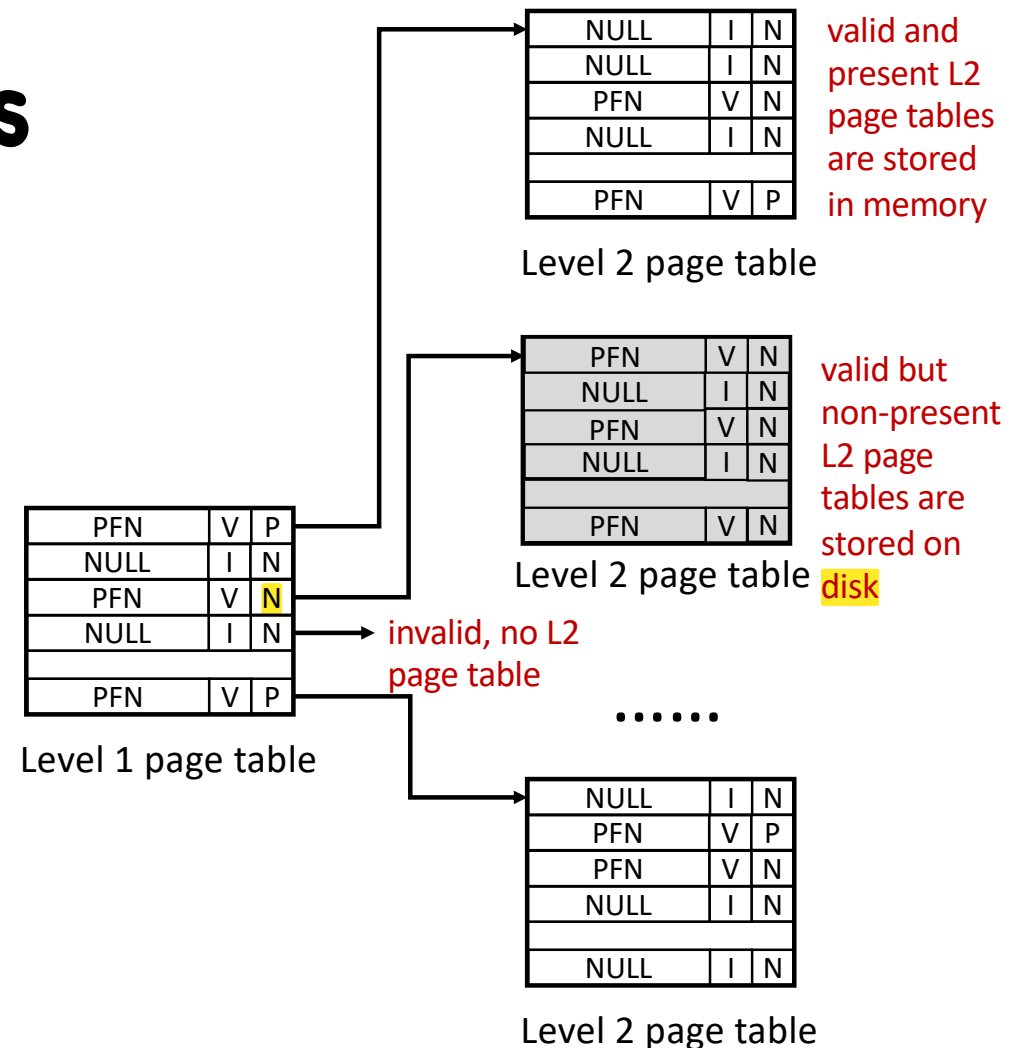 s
NULL I N
NULL I N
PFN V N
NULL I N
PFN V P
valid and
present L2
page tables
are stored
in memory
Level 2 page table
PFN V N
NULL I N
PFN V N
NULL I N
PFN V N
valid but
non-present
L2 page
tables are
stored on
disk
Level 2 page table
PFN V P
NULL I N
PFN V N
NULL I N
PFN V P
invalid, no L2
page table
Level 1 page table
......
NULL I N
PFN V P
PFN V N
NULL I N
NULL I N
Level 2 page table